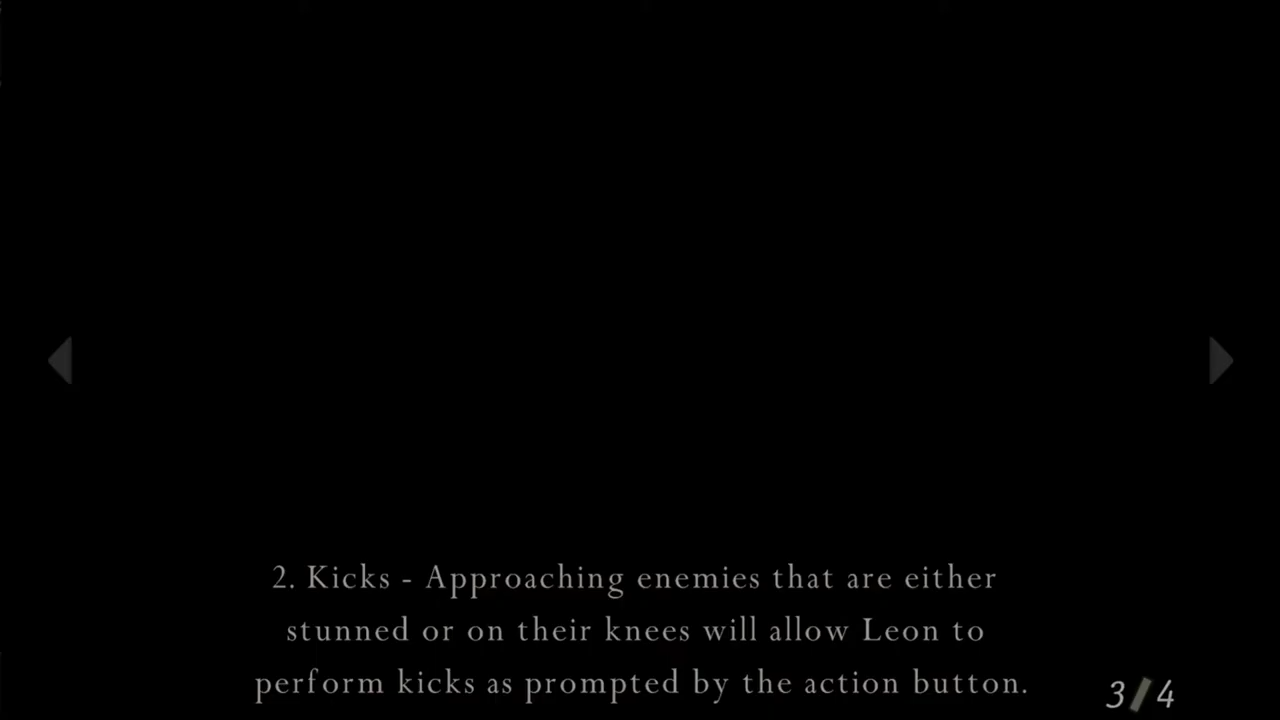 2. Kicks - Approaching enemies that are either
stunned or on their knees will allow Leon to
perform kicks as prompted by the action button.
3/4